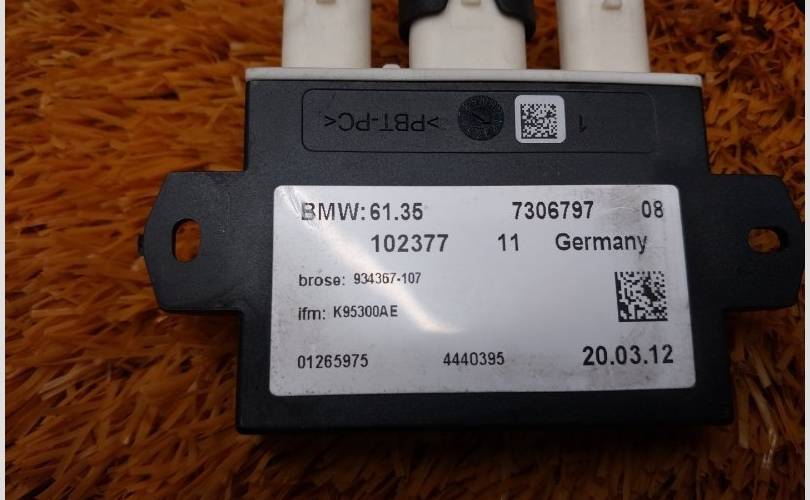 >PBT-PC< 1
BMW: 61.35 7306797 08
102377 11 Germany
brose: 934367-107
ifm: K95300AE
01265975 4440395 20.03.12